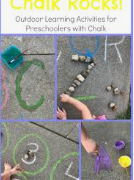 Chalk Rocks!
Outdoor Learning Activities for
Preschoolers with Chalk